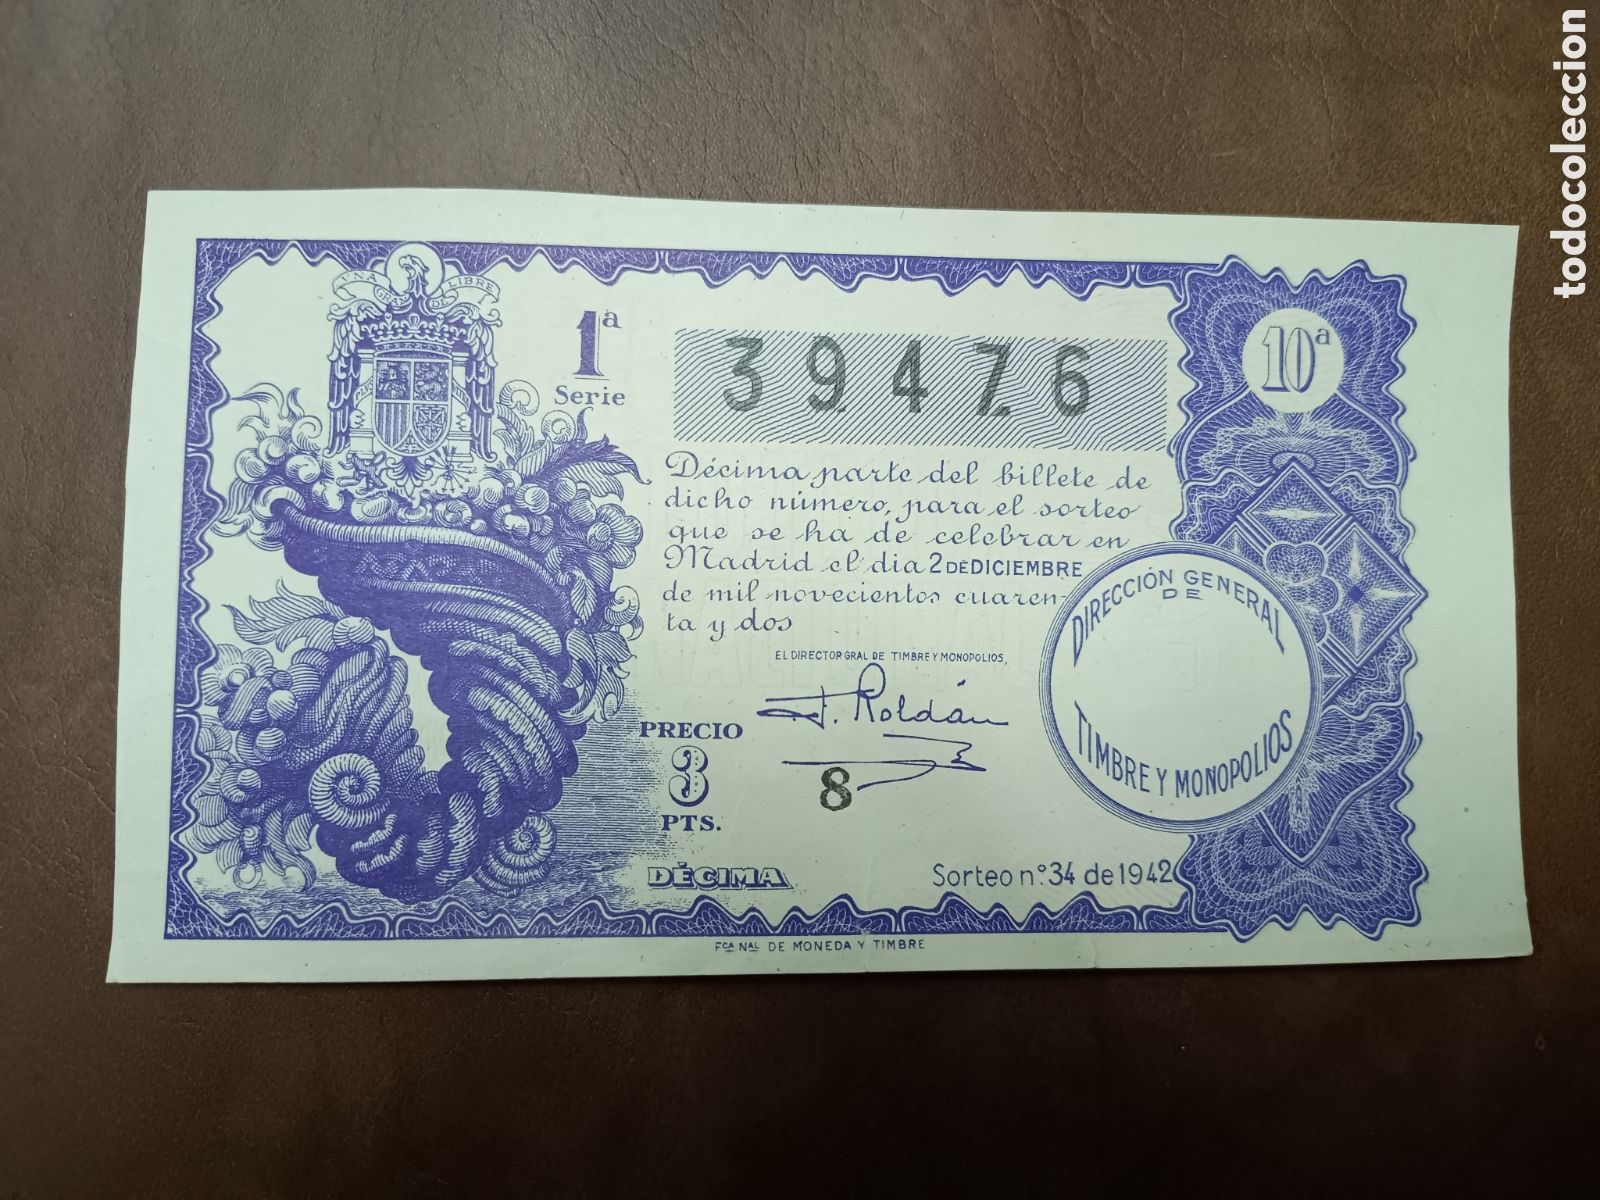 todocoleccion
UNA GRANDE LIBRE
1ª
Serie
39476
10ª
Décima parte del billete de
dicho número, para el sorteo
que se ha de celebrar en
Madrid el dia 2 DE DICIEMBRE
de mil novecientos cuaren-
ta y dos
DIRECCIÓN GENERAL
DE
TIMBRE Y MONOPOLIOS
EL DIRECTOR GRAL DE TIMBRE Y MONOPOLIOS,
F. Roldán
PRECIO
3
PTS.
8
DÉCIMA
Sorteo n.º 34 de 1942
FCA NAL DE MONEDA Y TIMBRE